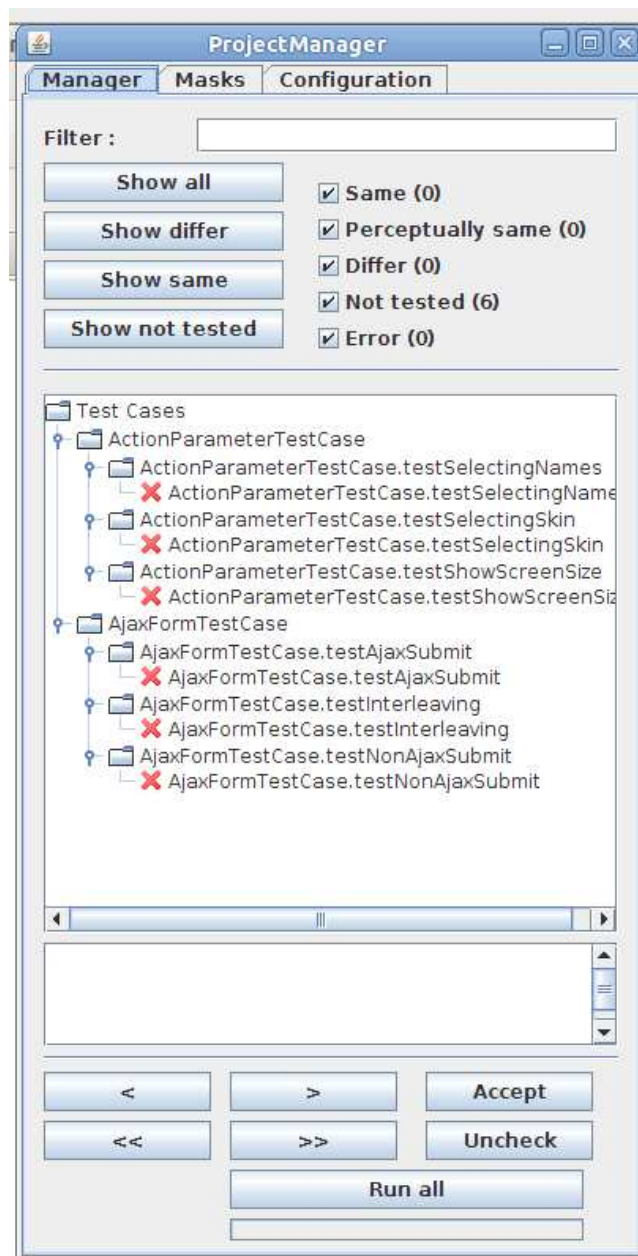 ProjectManager
Manager Masks Configuration
Filter :
Show all
Show differ
Show same
Show not tested
Same (0)
Perceptually same (0)
Differ (0)
Not tested (6)
Error (0)
Test Cases
ActionParameterTestCase
ActionParameterTestCase.testSelectingNames
ActionParameterTestCase.testSelectingName
ActionParameterTestCase.testSelectingSkin
ActionParameterTestCase.testSelectingSkin
ActionParameterTestCase.testShowScreenSize
ActionParameterTestCase.testShowScreenSiz
AjaxFormTestCase
AjaxFormTestCase.testAjaxSubmit
AjaxFormTestCase.testAjaxSubmit
AjaxFormTestCase.testInterleaving
AjaxFormTestCase.testInterleaving
AjaxFormTestCase.testNonAjaxSubmit
AjaxFormTestCase.testNonAjaxSubmit
< > Accept
<< >> Uncheck
Run all